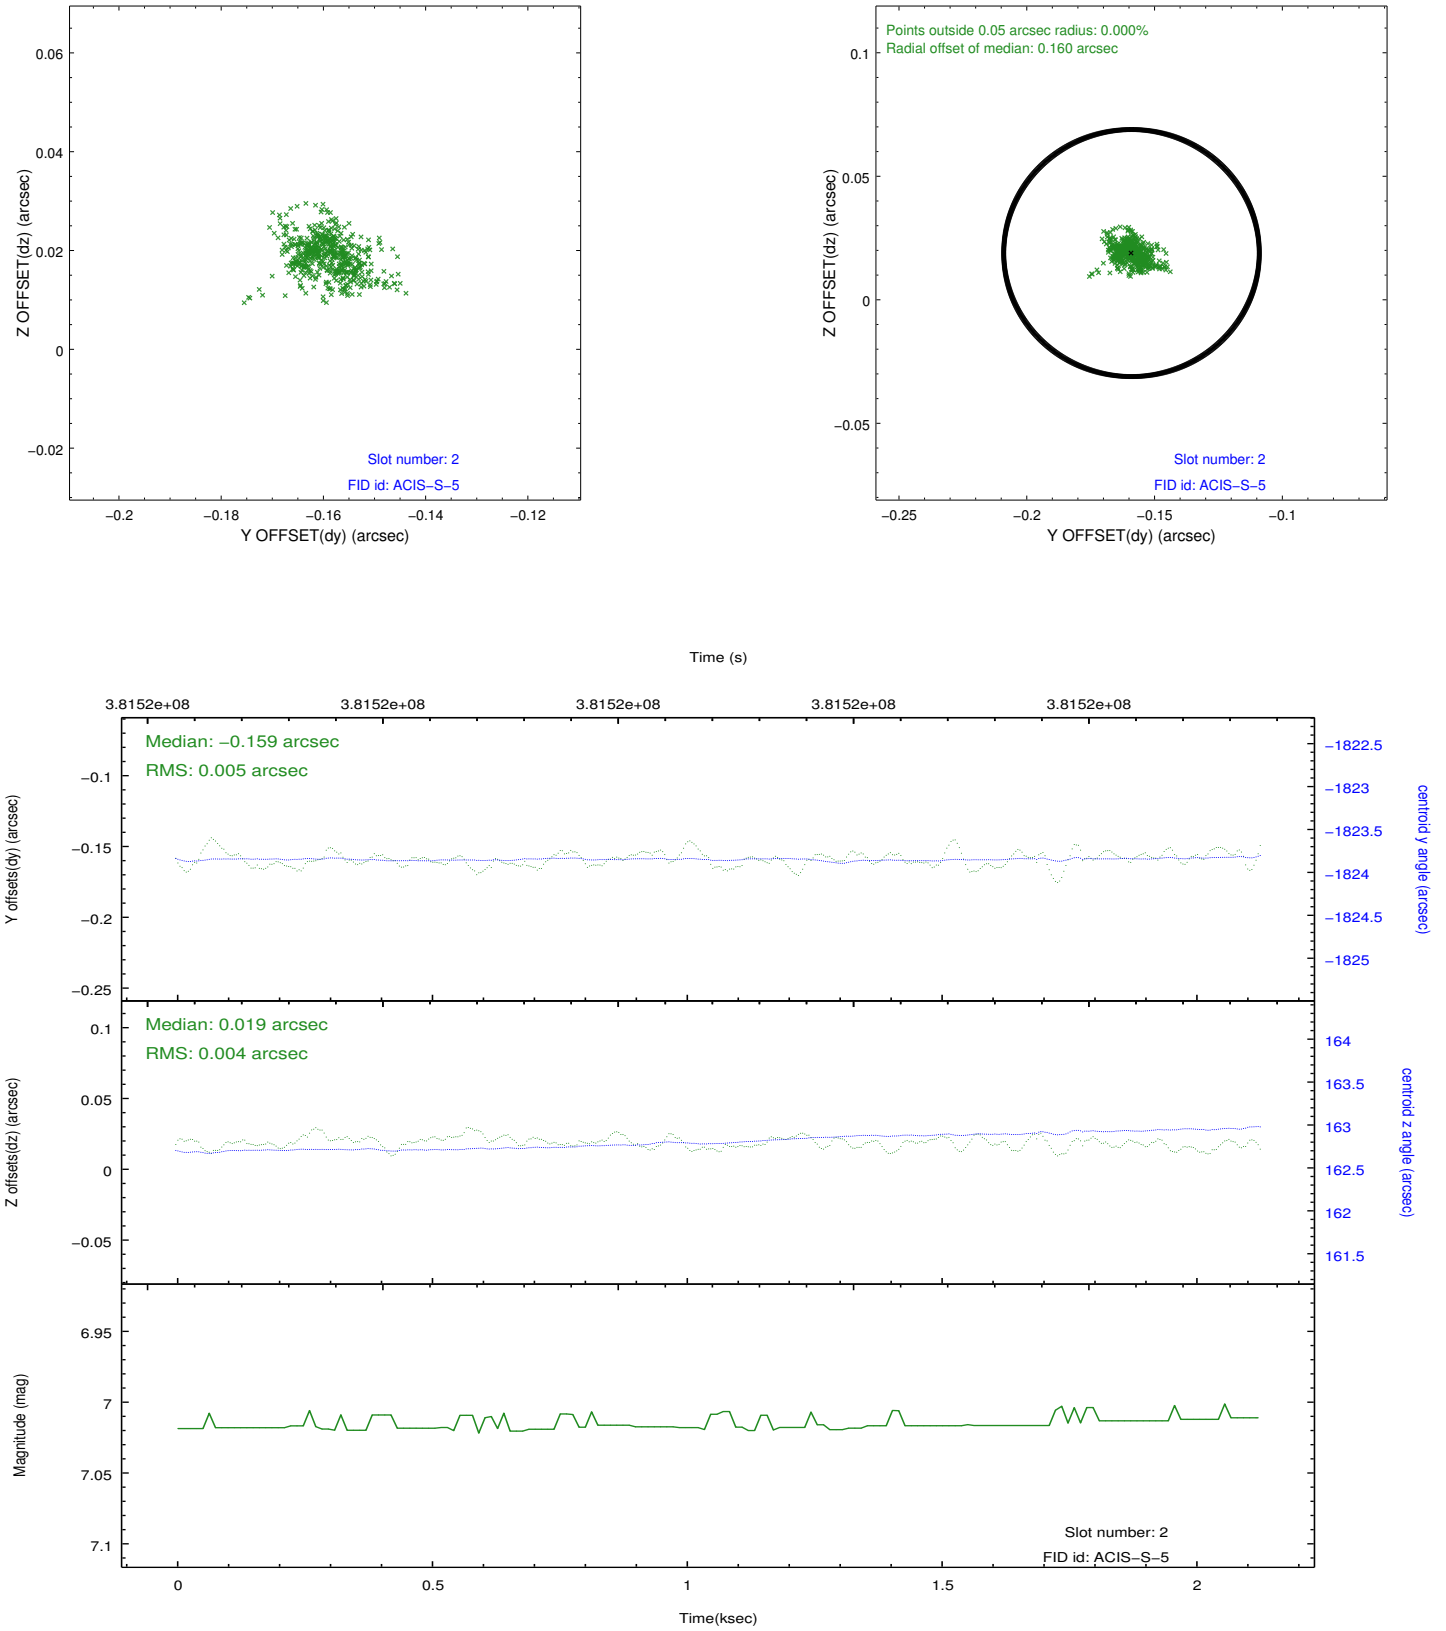 0.06
0.04
0.02
0
−0.02
Z OFFSET(dz) (arcsec)
Slot number: 2
FID id: ACIS−S−5
−0.2
−0.18
−0.16
−0.14
−0.12
Y OFFSET(dy) (arcsec)
Points outside 0.05 arcsec radius: 0.000%
Radial offset of median: 0.160 arcsec
0.1
0.05
0
−0.05
Z OFFSET(dz) (arcsec)
Slot number: 2
FID id: ACIS−S−5
−0.25
−0.2
−0.15
−0.1
Y OFFSET(dy) (arcsec)
Time (s)
3.8152e+08
3.8152e+08
3.8152e+08
3.8152e+08
3.8152e+08
Median: −0.159 arcsec
RMS: 0.005 arcsec
−0.1
−0.15
−0.2
−0.25
Y offsets(dy) (arcsec)
−1822.5
−1823
−1823.5
−1824
−1824.5
−1825
centroid y angle (arcsec)
Median: 0.019 arcsec
RMS: 0.004 arcsec
0.1
0.05
0
−0.05
Z offsets(dz) (arcsec)
164
163.5
163
162.5
162
161.5
centroid z angle (arcsec)
6.95
7
7.05
7.1
Magnitude (mag)
Slot number: 2
FID id: ACIS−S−5
0
0.5
1
1.5
2
Time(ksec)